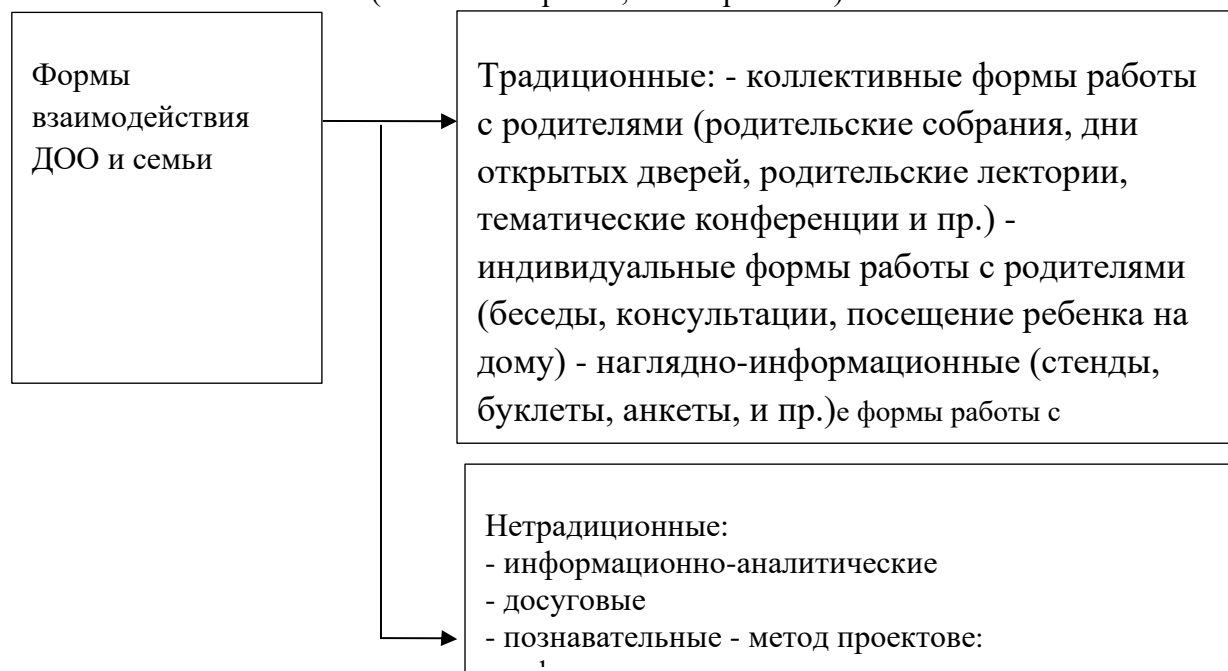 Формы
взаимодействия
ДОО и семьи
Традиционные: - коллективные формы работы
с родителями (родительские собрания, дни
открытых дверей, родительские лектории,
тематические конференции и пр.) -
индивидуальные формы работы с родителями
(беседы, консультации, посещение ребенка на
дому) - наглядно-информационные (стенды,
буклеты, анкеты, и пр.)е формы работы с
Нетрадиционные:
- информационно-аналитические
- досуговые
- познавательные - метод проектове: